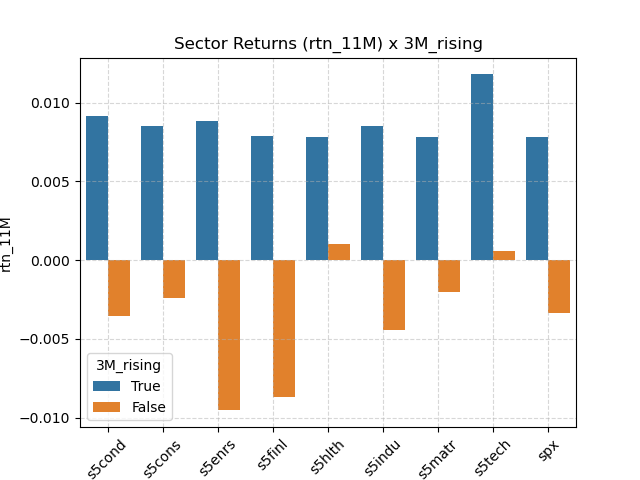 Sector Returns (rtn_11M) x 3M_rising
rtn_11M
0.010
0.005
0.000
−0.005
−0.010
3M_rising
True
False
s5cond
s5cons
s5enrs
s5finl
s5hlth
s5indu
s5matr
s5tech
spx